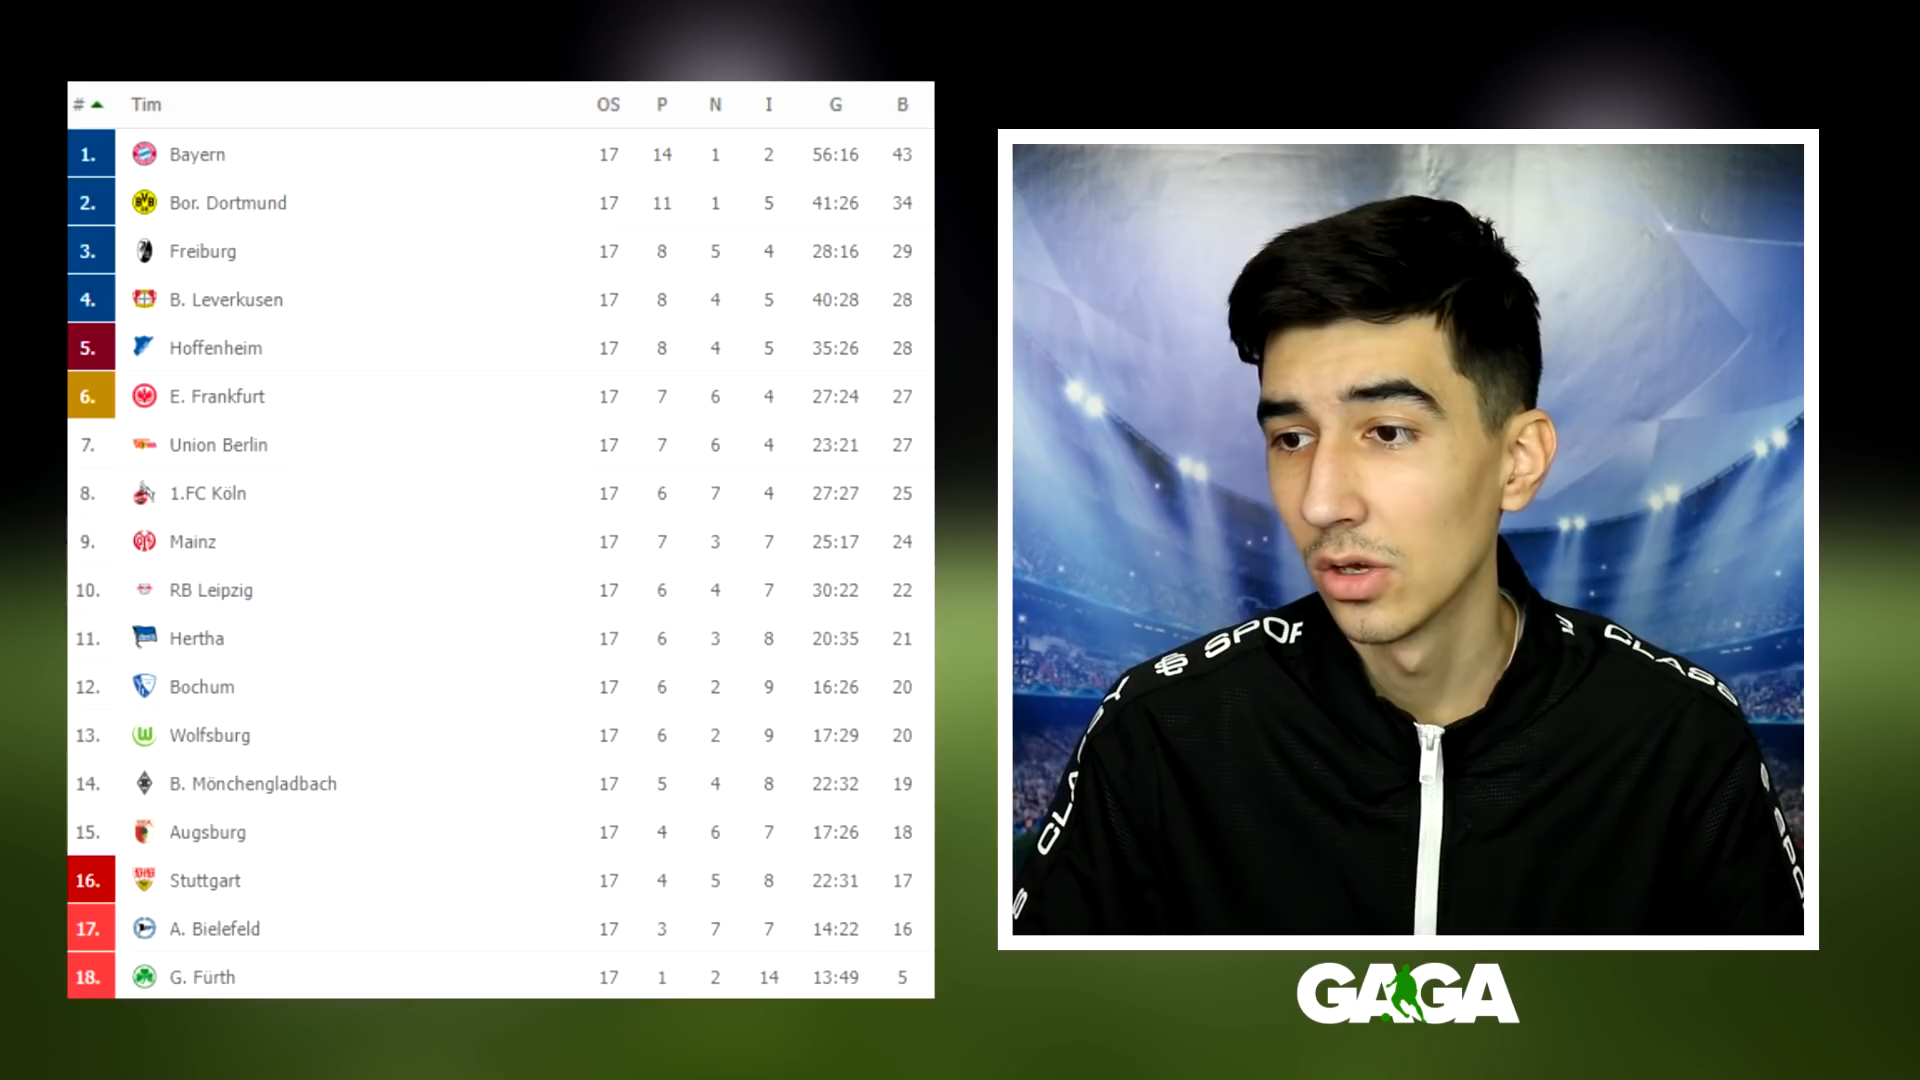 # Tim OS P N I G B
1. Bayern 17 14 1 2 56:16 43
2. Bor. Dortmund 17 11 1 5 41:26 34
3. Freiburg 17 8 5 4 28:16 29
4. B. Leverkusen 17 8 4 5 40:28 28
5. Hoffenheim 17 8 4 5 35:26 28
6. E. Frankfurt 17 7 6 4 27:24 27
7. Union Berlin 17 7 6 4 23:21 27
8. 1.FC Köln 17 6 7 4 27:27 25
9. Mainz 17 7 3 7 25:17 24
10. RB Leipzig 17 6 4 7 30:22 22
11. Hertha 17 6 3 8 20:35 21
12. Bochum 17 6 2 9 16:26 20
13. Wolfsburg 17 6 2 9 17:29 20
14. B. Mönchengladbach 17 5 4 8 22:32 19
15. Augsburg 17 4 6 7 17:26 18
16. Stuttgart 17 4 5 8 22:31 17
17. A. Bielefeld 17 3 7 7 14:22 16
18. G. Fürth 17 1 2 14 13:49 5
GAGA